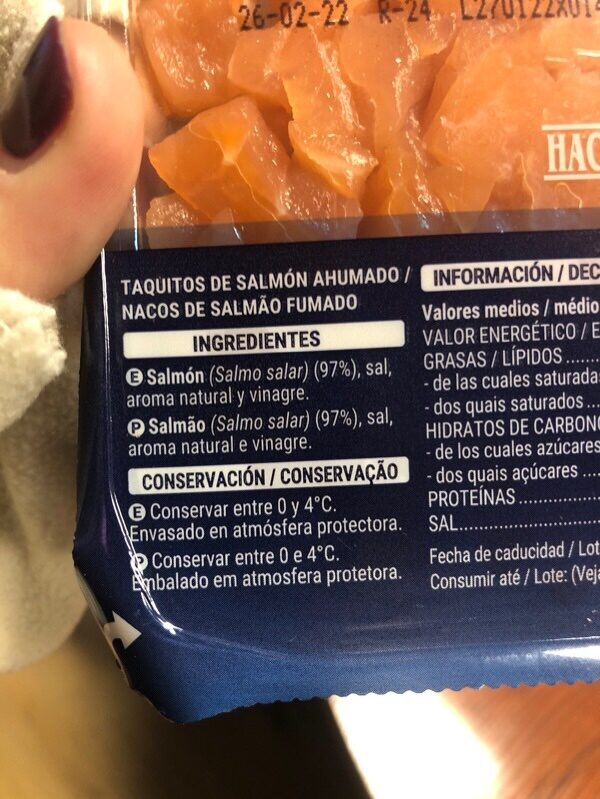 26-02-22 R-24
HAC
TAQUITOS DE SALMÓN AHUMADO /
NACOS DE SALMÃO FUMADO
INGREDIENTES
E Salmón (Salmo salar) (97%), sal,
aroma natural y vinagre.
P Salmão (Salmo salar) (97%), sal,
aroma natural e vinagre.
CONSERVACIÓN / CONSERVAÇÃO
E Conservar entre 0 y 4°C.
Envasado en atmósfera protectora.
P Conservar entre 0 e 4°C.
Embalado em atmosfera protetora.
INFORMACIÓN / DEC
Valores medios / médio
VALOR ENERGÉTICO / E
GRASAS / LÍPIDOS .......
- de las cuales saturada
- dos quais saturados ...
HIDRATOS DE CARBONO
- de los cuales azúcares
- dos quais açúcares ....
PROTEÍNAS ...............
SAL.........................
Fecha de caducidad / Lot
Consumir até / Lote: (Vej